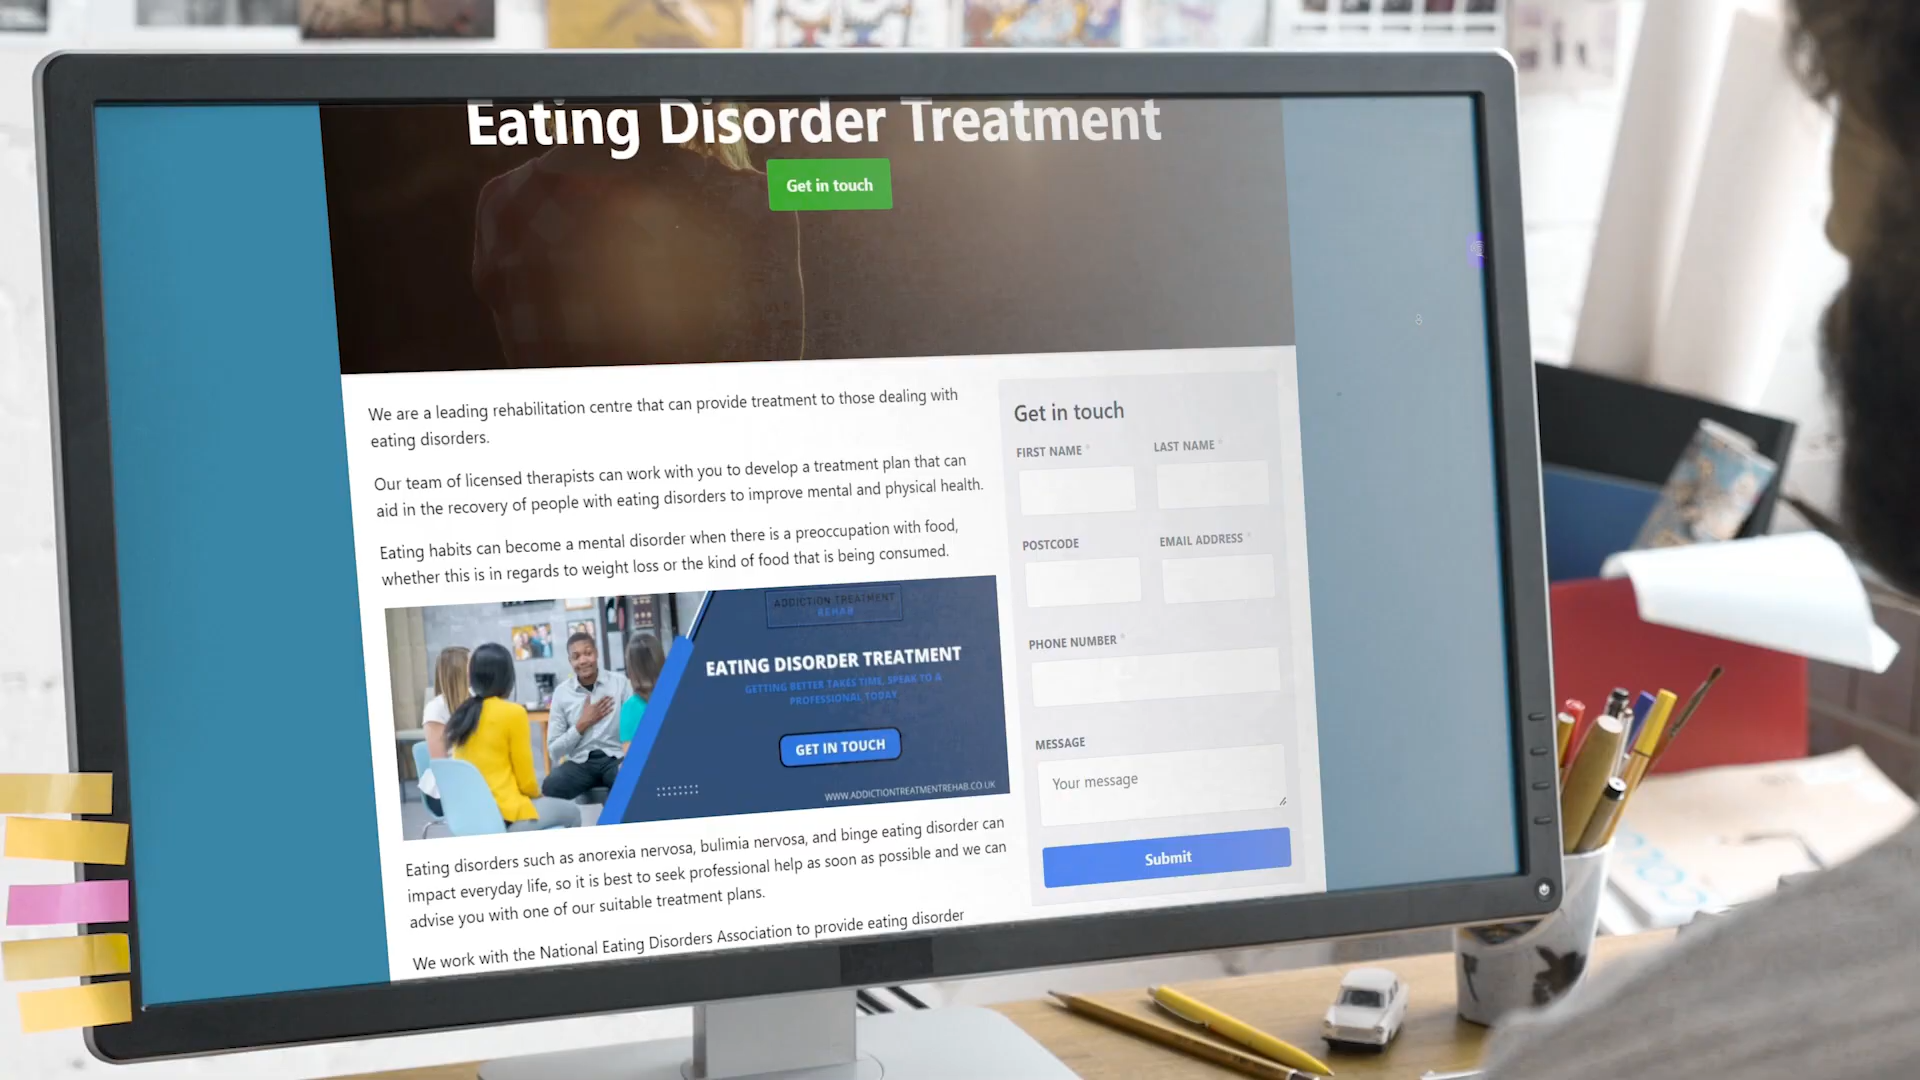 Eating Disorder Treatment
Get in touch
We are a leading rehabilitation centre that can provide treatment to those dealing with
eating disorders.
Our team of licensed therapists can work with you to develop a treatment plan that can
aid in the recovery of people with eating disorders to improve mental and physical health.
Eating habits can become a mental disorder when there is a preoccupation with food,
whether this is in regards to weight loss or the kind of food that is being consumed.
ADDICTION TREATMENT
REHAB
EATING DISORDER TREATMENT
GETTING BETTER TAKES TIME, SPEAK TO A
PROFESSIONAL TODAY
GET IN TOUCH
WWW.ADDICTIONTREATMENTREHAB.CO.UK
Eating disorders such as anorexia nervosa, bulimia nervosa, and binge eating disorder can
impact everyday life, so it is best to seek professional help as soon as possible and we can
advise you with one of our suitable treatment plans.
We work with the National Eating Disorders Association to provide eating disorder
Get in touch
FIRST NAME *
LAST NAME *
POSTCODE
EMAIL ADDRESS *
PHONE NUMBER *
MESSAGE
Your message
Submit